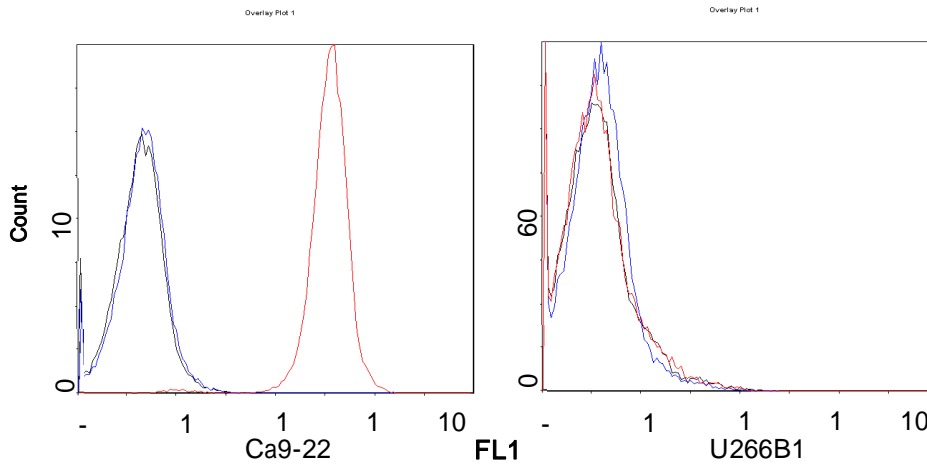 Overlay Plot 1
Overlay Plot 1
Count
10
0
60
0
- 1 1 1 10
- 1 1 1 10
Ca9-22
FL1
U266B1